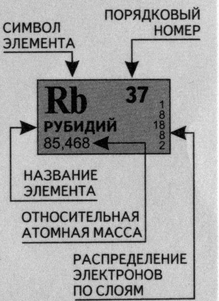 ПОРЯДКОВЫЙ
НОМЕР
СИМВОЛ
ЭЛЕМЕНТА
Rb 37
РУБИДИЙ
85,468
1
8
18
8
2
НАЗВАНИЕ
ЭЛЕМЕНТА
ОТНОСИТЕЛЬНАЯ
АТОМНАЯ МАССА
РАСПРЕДЕЛЕНИЕ
ЭЛЕКТРОНОВ
ПО СЛОЯМ